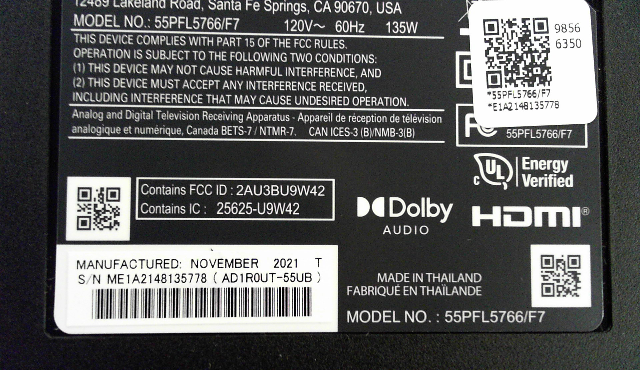 12489 Lakeland Road, Santa Fe Springs, CA 90670, USA
MODEL NO.: 55PFL5766/F7 120V~ 60Hz 135W
THIS DEVICE COMPLIES WITH PART 15 OF THE FCC RULES.
OPERATION IS SUBJECT TO THE FOLLOWING TWO CONDITIONS:
(1) THIS DEVICE MAY NOT CAUSE HARMFUL INTERFERENCE, AND
(2) THIS DEVICE MUST ACCEPT ANY INTERFERENCE RECEIVED,
INCLUDING INTERFERENCE THAT MAY CAUSE UNDESIRED OPERATION.
Analog and Digital Television Receiving Apparatus - Appareil de réception de télévision
analogique et numérique, Canada BETS-7 / NTMR-7. CAN ICES-3 (B)/NMB-3(B)
9856
6350
*55PFL5766/F7
*E1A2148135778
FC
55PFL5766/F7
c UL Energy
Verified
Contains FCC ID : 2AU3BU9W42
Contains IC : 25625-U9W42
Dolby
AUDIO
HDMI®
MANUFACTURED: NOVEMBER 2021 T
S/N ME1A2148135778 ( AD1R0UT-55UB )
MADE IN THAILAND
FABRIQUÉ EN THAÏLANDE
MODEL NO. : 55PFL5766/F7